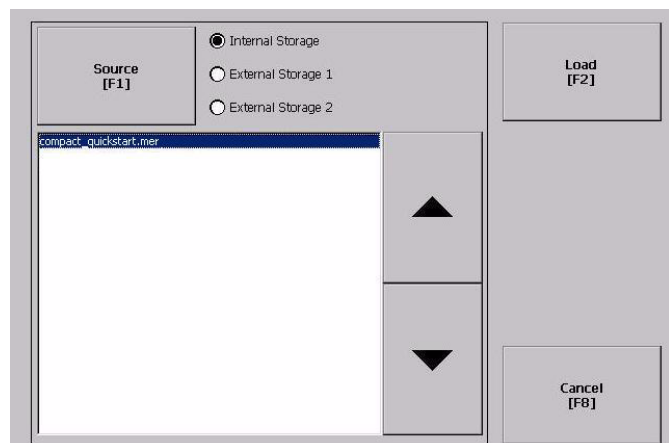 Source
[F1]
Internal Storage
External Storage 1
External Storage 2
Load
[F2]
compact_quickstart.mer
Cancel
[F8]